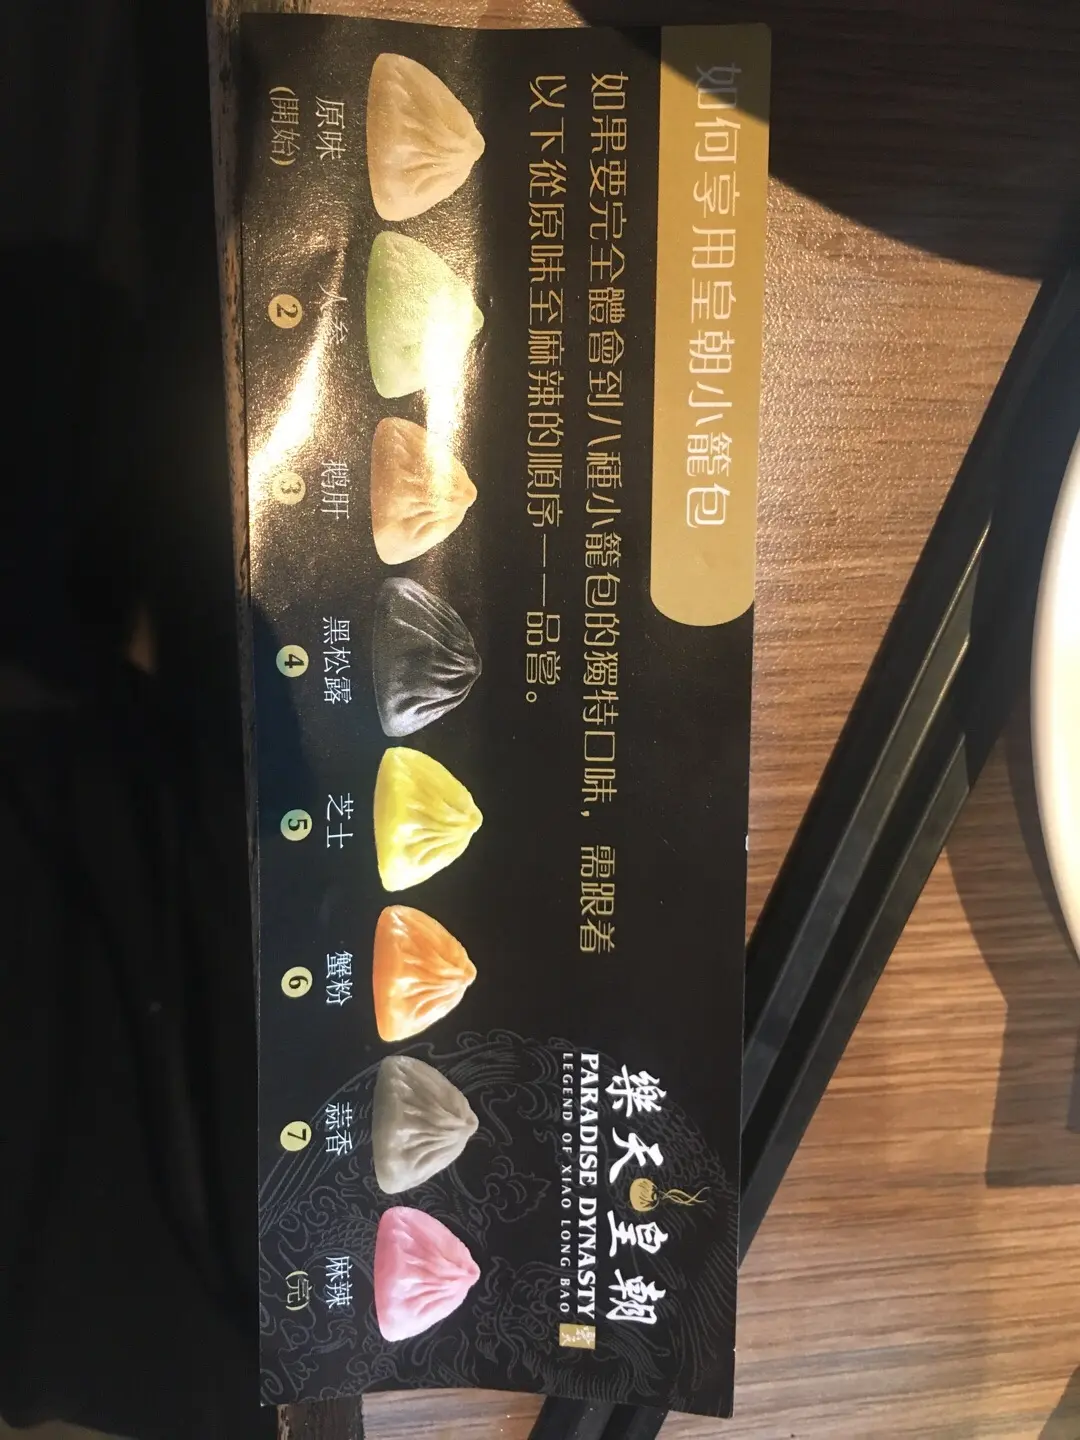 如何享用皇朝小籠包
如果要完全體會到八種小籠包的獨特口味，需跟着
以下從原味至麻辣的順序一一品嘗。
樂天皇朝
PARADISE DYNASTY
LEGEND OF XIAO LONG BAO
原味
(開始)
人參
2
鹅肝
3
黑松露
4
芝士
5
蟹粉
6
蒜香
7
麻辣
(完)